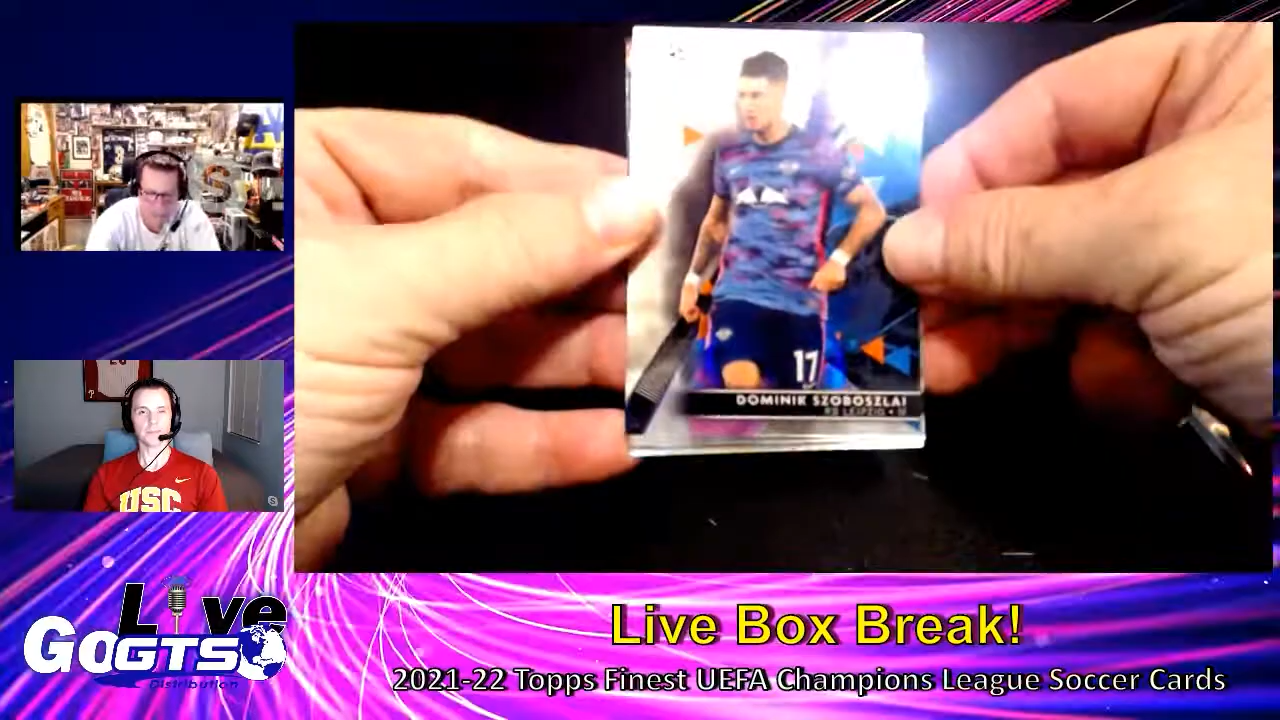 USC
17
DOMINIK SZOBOSZLAI
RB LEIPZIG
Live
GOGTS
Distribution
Live Box Break!
2021-22 Topps Finest UEFA Champions League Soccer Cards